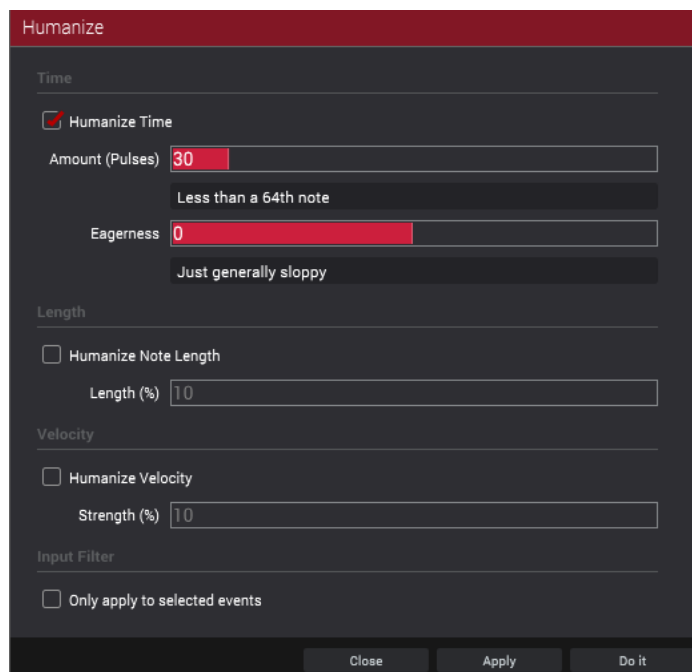 Humanize
Time
Humanize Time
Amount (Pulses) 30
Less than a 64th note
Eagerness 0
Just generally sloppy
Length
Humanize Note Length
Length (%) 10
Velocity
Humanize Velocity
Strength (%) 10
Input Filter
Only apply to selected events
Close Apply Do it